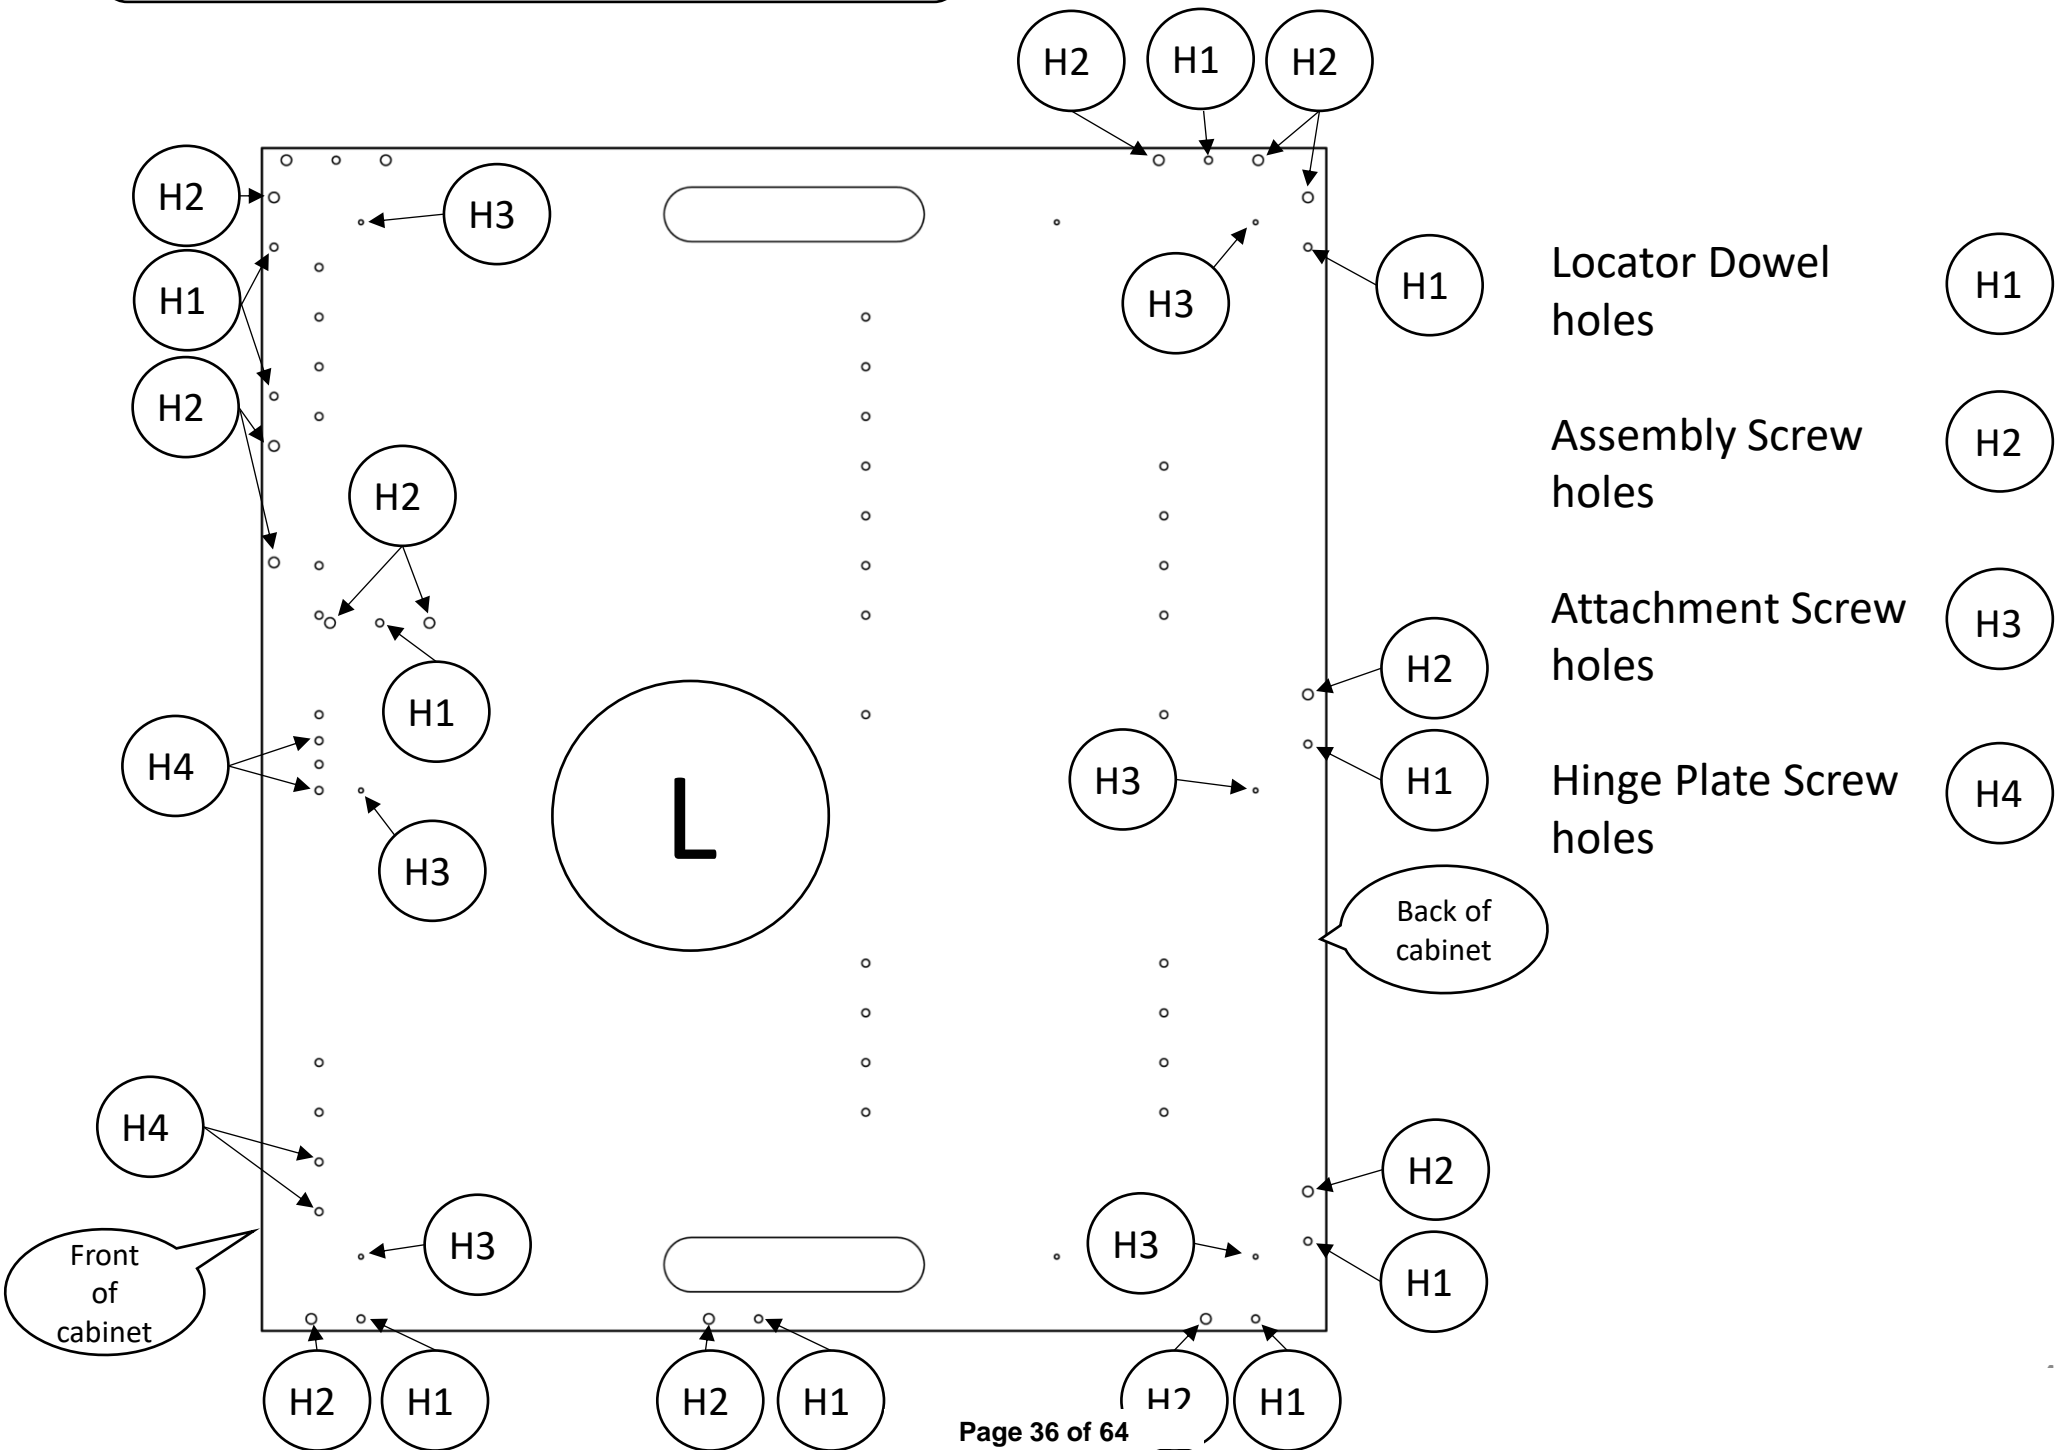 H2 H1 H2
H2
H3
H1
H3
H1
H2
H2
H1
H4
H3
L
H3
H2
H1
Back of
cabinet
H4
H2
H3
H3
H1
Front
of
cabinet
H2 H1 H2 H1 H2 H1
Locator Dowel
holes
H1
Assembly Screw
holes
H2
Attachment Screw
holes
H3
Hinge Plate Screw
holes
H4
Page 36 of 64